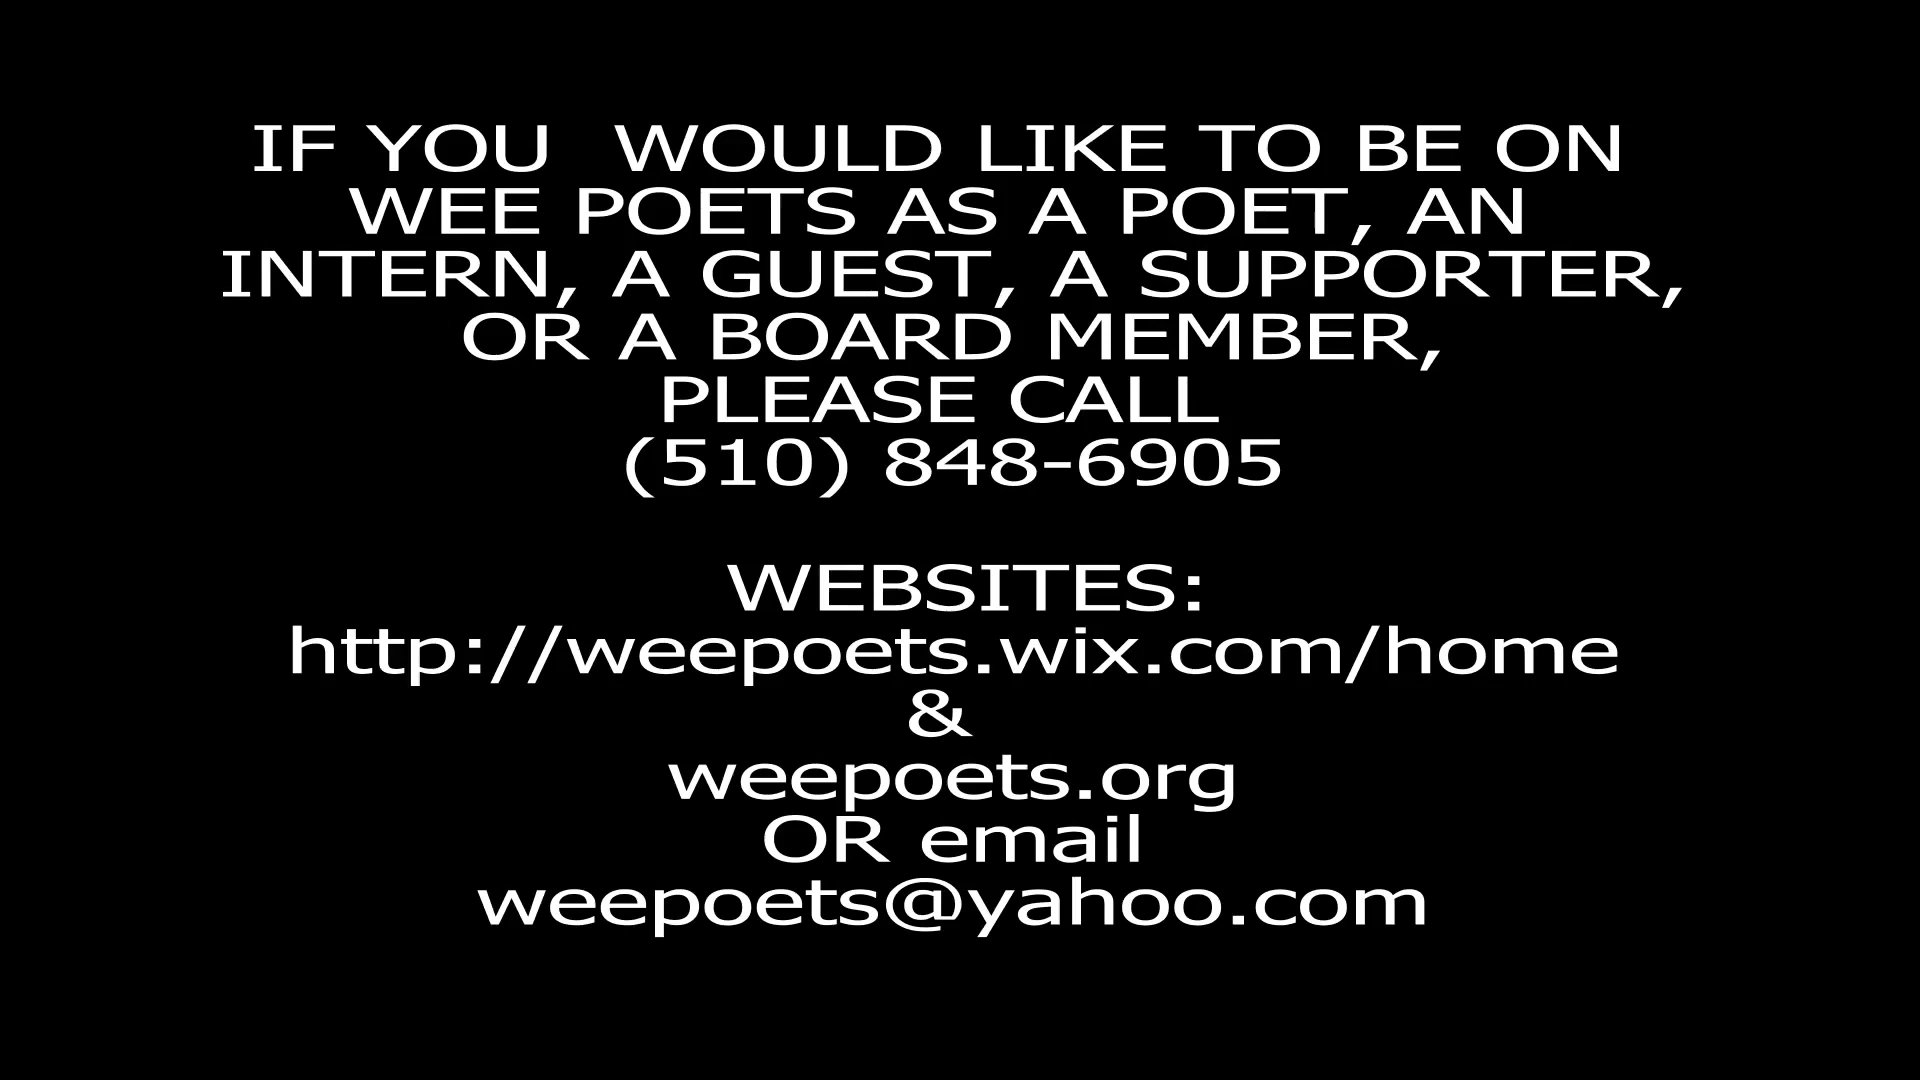 IF YOU  WOULD LIKE TO BE ON
WEE POETS AS A POET, AN
INTERN, A GUEST, A SUPPORTER,
OR A BOARD MEMBER,
PLEASE CALL
(510) 848-6905
WEBSITES:
http://weepoets.wix.com/home
&
weepoets.org
OR email
weepoets@yahoo.com